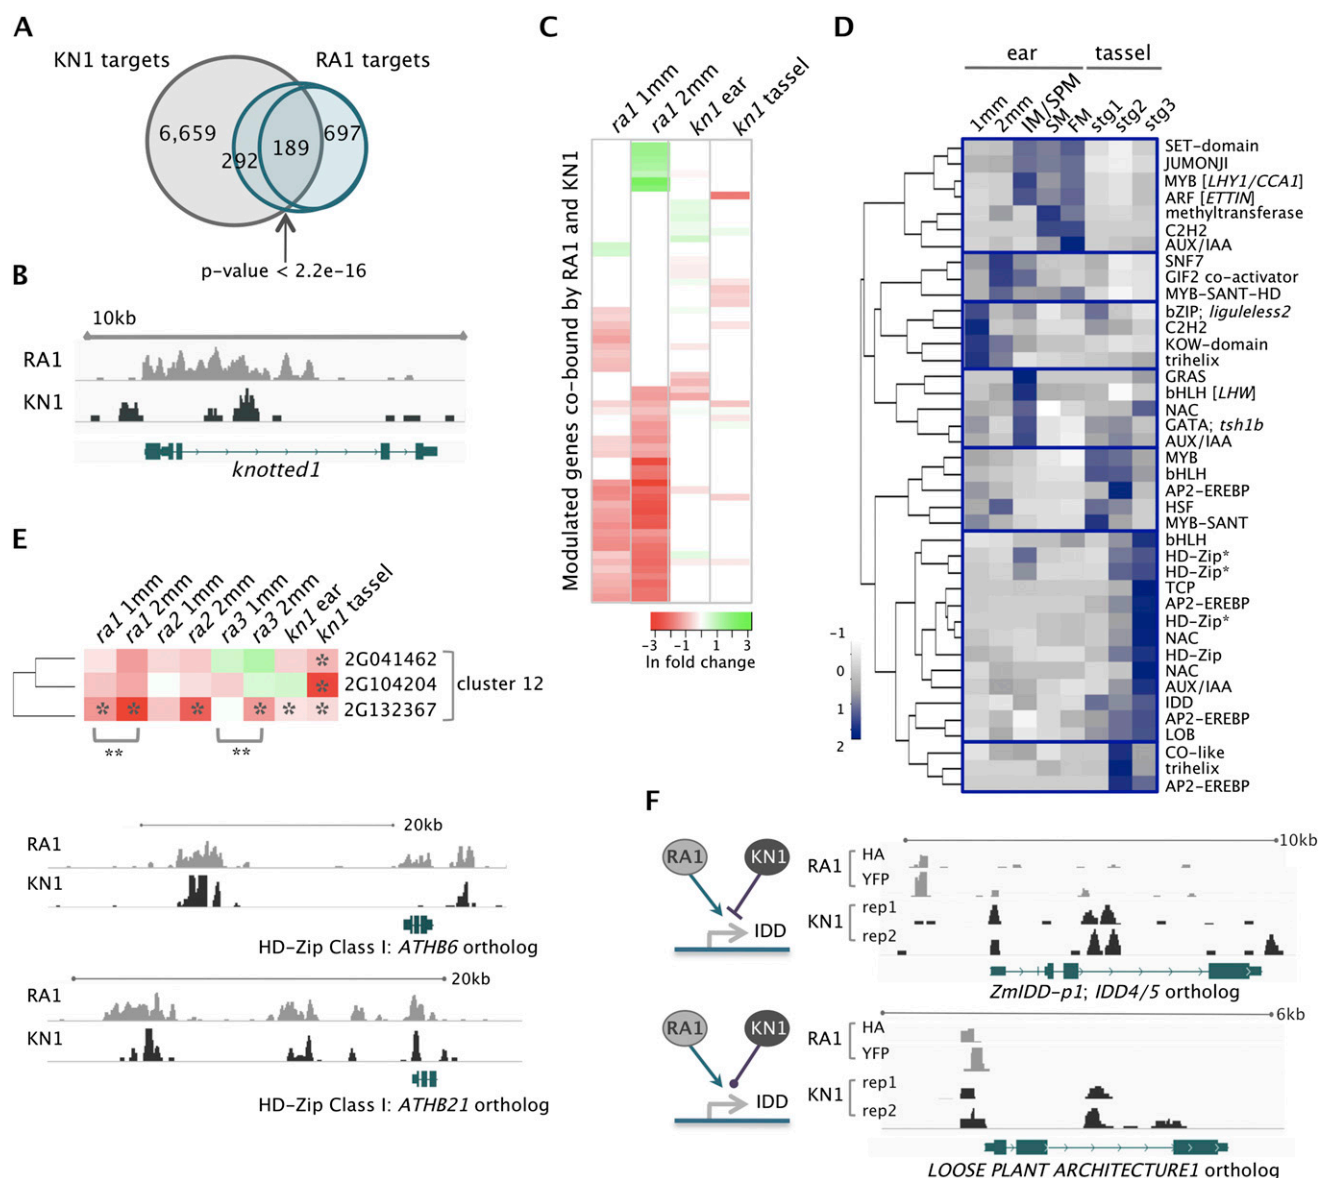 A
KN1 targets
RA1 targets
6,659
292
189
697
p-value < 2.2e-16
B
10kb
RA1
KN1
knotted1
C
ra1 1mm
ra1 2mm
kn1 ear
kn1 tassel
Modulated genes co-bound by RA1 and KN1
-3 -1 1 3
ln fold change
D
ear tassel
1mm
2mm
IM/SPM
SM
FM
stg1
stg2
stg3
SET-domain
JUMONJI
MYB [LHY1/CCA1]
ARF [ETTIN]
methyltransferase
C2H2
AUX/IAA
SNF7
GIF2 co-activator
MYB-SANT-HD
bZIP; liguleless2
C2H2
KOW-domain
trihelix
GRAS
bHLH [LHW]
NAC
GATA; tsh1b
AUX/IAA
MYB
bHLH
AP2-EREBP
HSF
MYB-SANT
bHLH
HD-Zip*
HD-Zip*
TCP
AP2-EREBP
HD-Zip*
NAC
HD-Zip
NAC
AUX/IAA
IDD
AP2-EREBP
LOB
CO-like
trihelix
AP2-EREBP
-1
0
1
2
E
ra1 1mm
ra1 2mm
ra2 1mm
ra2 2mm
ra3 1mm
ra3 2mm
kn1 ear
kn1 tassel
* 2G041462
* 2G104204
* * * * * * 2G132367
cluster 12
** **
20kb
RA1
KN1
HD-Zip Class I: ATHB6 ortholog
20kb
RA1
KN1
HD-Zip Class I: ATHB21 ortholog
F
RA1
KN1
IDD
10kb
RA1
HA
YFP
KN1
rep1
rep2
ZmIDD-p1; IDD4/5 ortholog
RA1
KN1
IDD
6kb
RA1
HA
YFP
KN1
rep1
rep2
LOOSE PLANT ARCHITECTURE1 ortholog